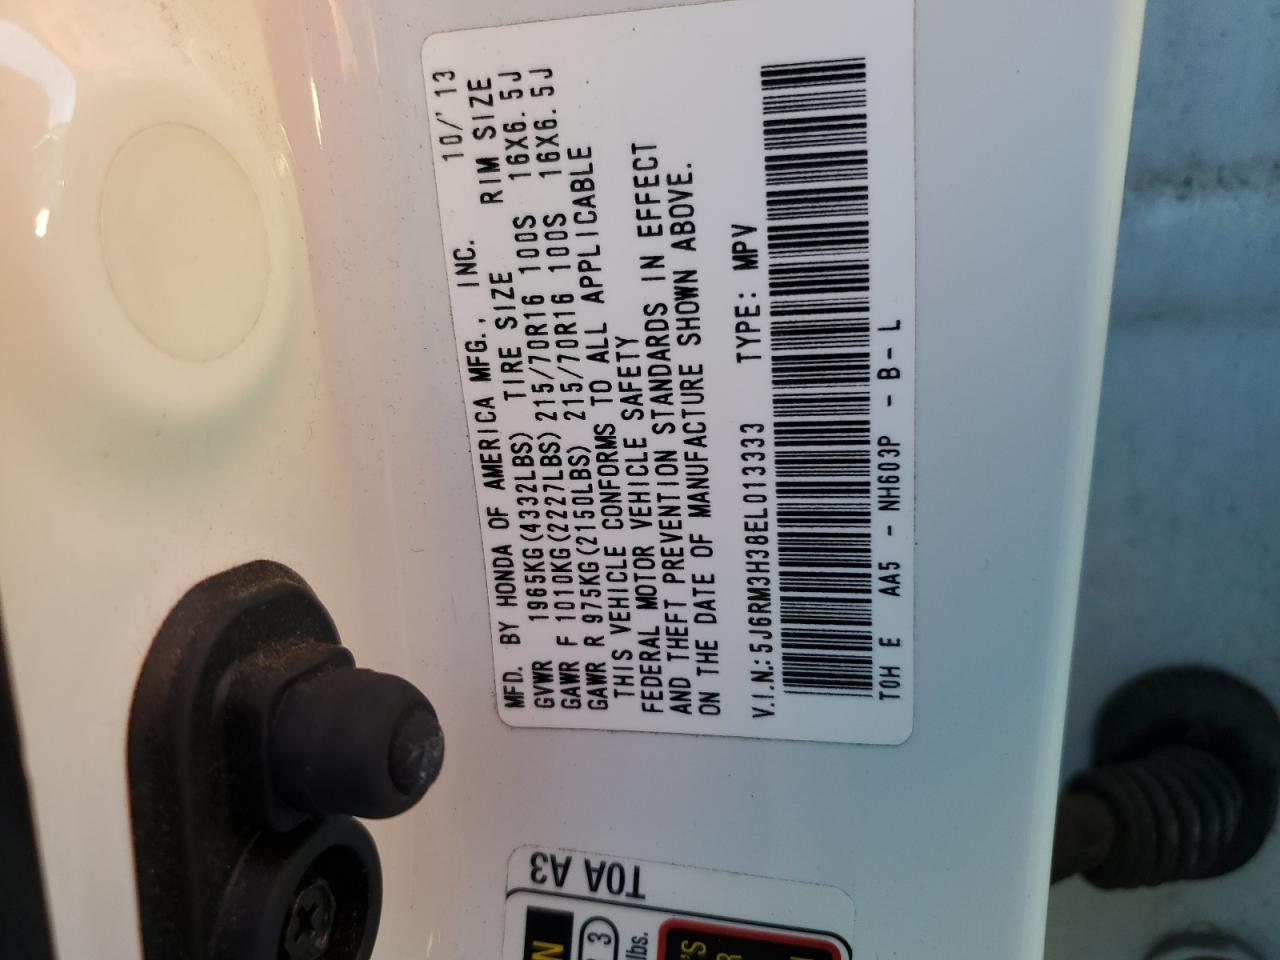 MFD. BY HONDA OF AMERICA MFG., INC. 10/'13
GVWR 1965KG(4332LBS) TIRE SIZE RIM SIZE
GAWR F 1010KG(2227LBS) 215/70R16 100S 16X6.5J
GAWR R 975KG(2150LBS) 215/70R16 100S 16X6.5J
THIS VEHICLE CONFORMS TO ALL APPLICABLE
FEDERAL MOTOR VEHICLE SAFETY
AND THEFT PREVENTION STANDARDS IN EFFECT
ON THE DATE OF MANUFACTURE SHOWN ABOVE.
V.I.N.: 5J6RM3H38EL013333 TYPE: MPV
T0H E AA5 - NH603P - B-L
T0A A3
3
lbs.